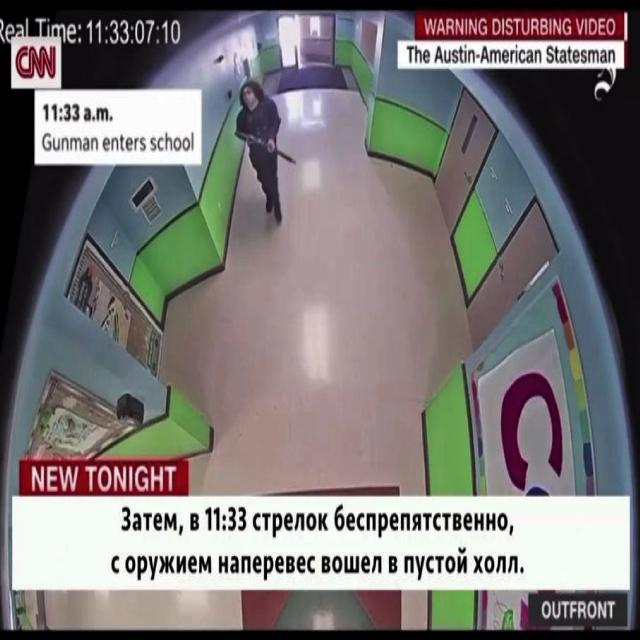 Real Time: 11:33:07:10
WARNING DISTURBING VIDEO
The Austin-American Statesman
CNN
11:33 a.m.
Gunman enters school
C
NEW TONIGHT
Затем, в 11:33 стрелок беспрепятственно,
с оружием наперевес вошел в пустой холл.
OUTFRONT